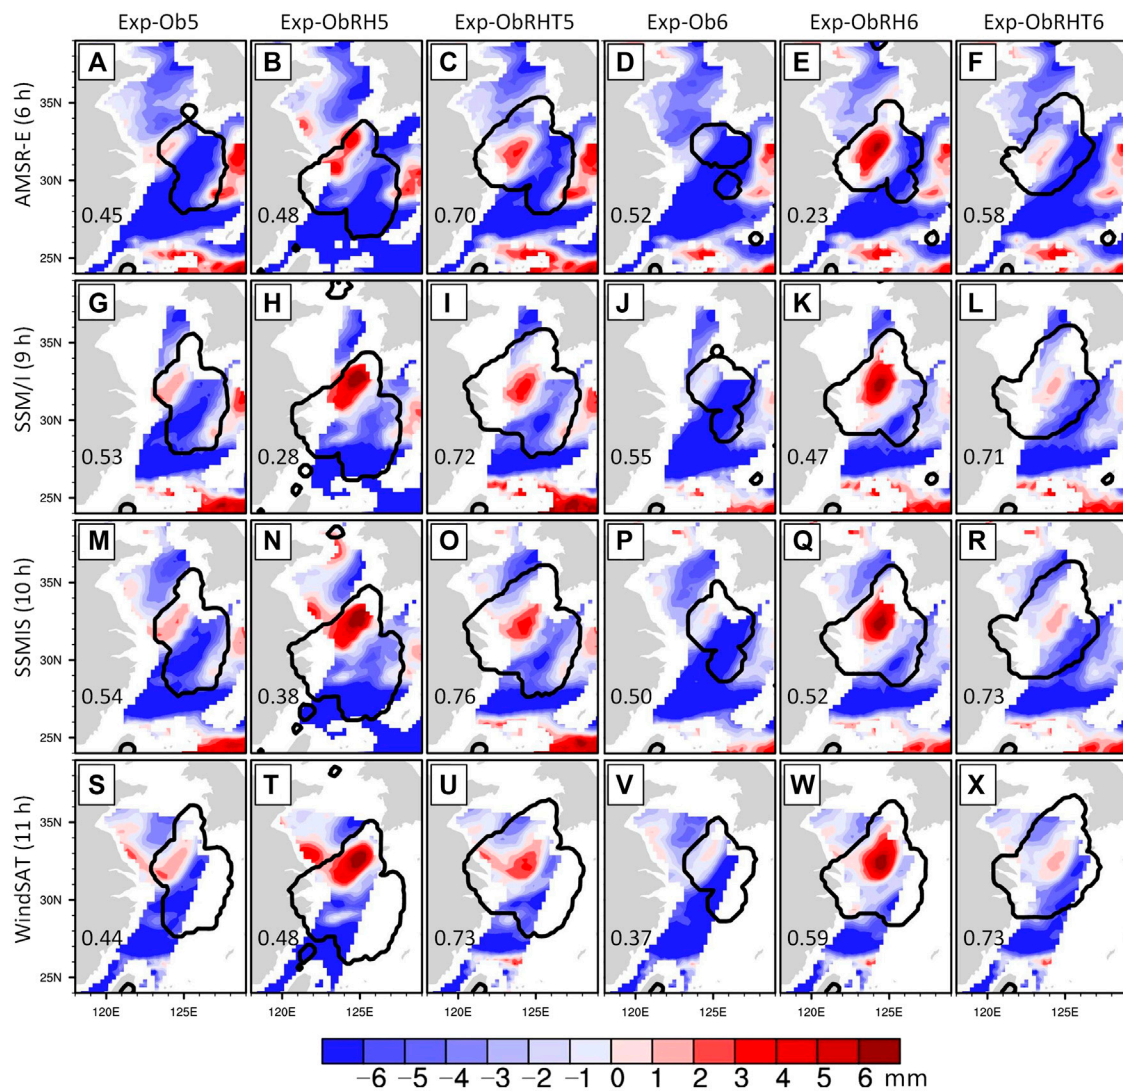 Exp-Ob5 Exp-ObRH5 Exp-ObRHT5 Exp-Ob6 Exp-ObRH6 Exp-ObRHT6
AMSR-E (6 h)
A B C D E F
35N
30N
0.45 0.48 0.70 0.52 0.23 0.58
25N
SSM/I (9 h)
G H I J K L
35N
30N
0.53 0.28 0.72 0.55 0.47 0.71
25N
SSMIS (10 h)
M N O P Q R
35N
30N
0.54 0.38 0.76 0.50 0.52 0.73
25N
WindSAT (11 h)
S T U V W X
35N
30N
0.44 0.48 0.73 0.37 0.59 0.73
25N
120E 125E 120E 125E 120E 125E 120E 125E 120E 125E 120E 125E
−6 −5 −4 −3 −2 −1 0 1 2 3 4 5 6 mm